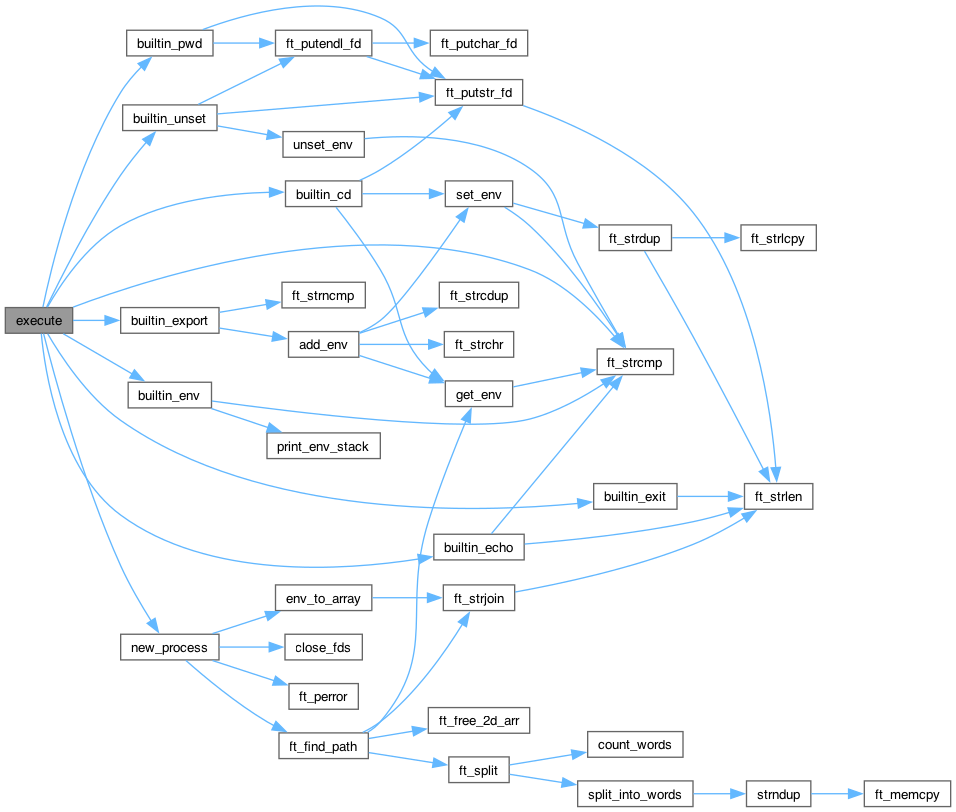 builtin_pwd
ft_putendl_fd
ft_putchar_fd
ft_putstr_fd
builtin_unset
unset_env
builtin_cd
set_env
ft_strdup
ft_strlcpy
ft_strncmp
ft_strcdup
execute
builtin_export
add_env
ft_strchr
ft_strcmp
builtin_env
get_env
print_env_stack
builtin_exit
ft_strlen
builtin_echo
env_to_array
ft_strjoin
new_process
close_fds
ft_perror
ft_find_path
ft_free_2d_arr
count_words
ft_split
split_into_words
strndup
ft_memcpy